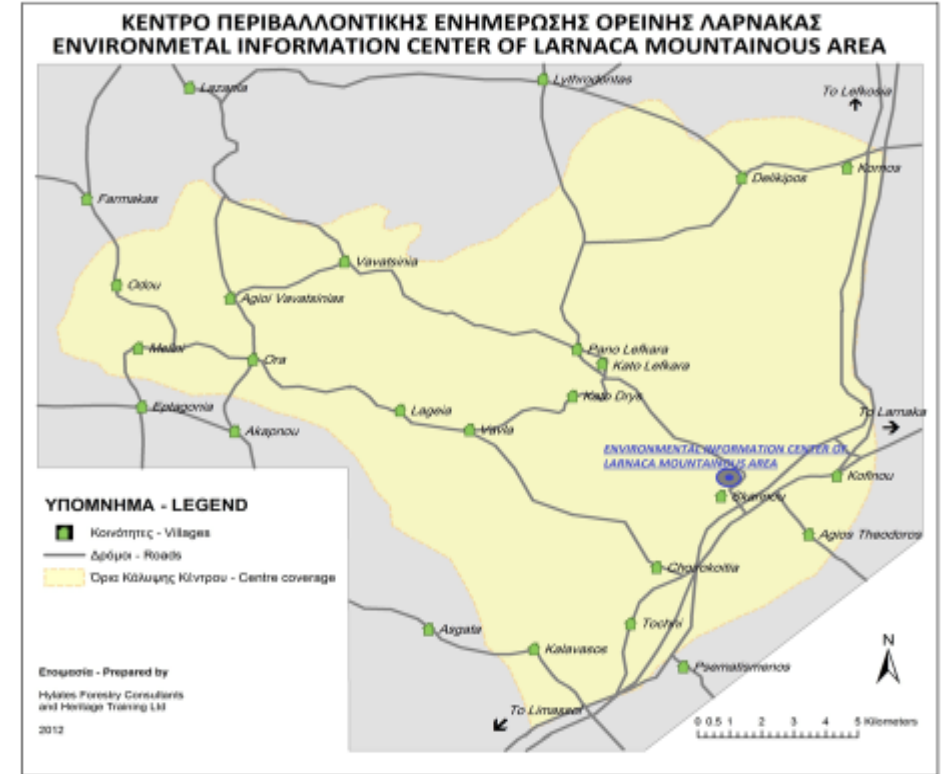 ΚΕΝΤΡΟ ΠΕΡΙΒΑΛΛΟΝΤΙΚΗΣ ΕΝΗΜΕΡΩΣΗΣ ΟΡΕΙΝΗΣ ΛΑΡΝΑΚΑΣ
ENVIRONMETAL INFORMATION CENTER OF LARNACA MOUNTAINOUS AREA
Lazania
Lythrodontas
To Lefkosia
Kornos
Delikipos
Farmakas
Vavatsinia
Odou
Agioi Vavatsinias
Melini
Ora
Pano Lefkara
Kato Lefkara
Kato Drys
Eptagonia
Akapnou
Lageia
Vavla
To Larnaka
ENVIRONMENTAL INFORMATION CENTER OF
LARNACA MOUNTAINOUS AREA
Kofinou
Skarinou
Agios Theodoros
ΥΠΟΜΝΗΜΑ - LEGEND
Κοινότητες - Villages
Δρόμοι - Roads
Όρια Κάλυψης Κέντρου - Centre coverage
Choirokoitia
Asgata
Tochni
Kalavasos
Psematismenos
To Limassol
Ετοιμασία - Prepared by
Hylates Forestry Consultants
and Heritage Training Ltd
2012
N
0 0.5 1 2 3 4 5 Kilometers